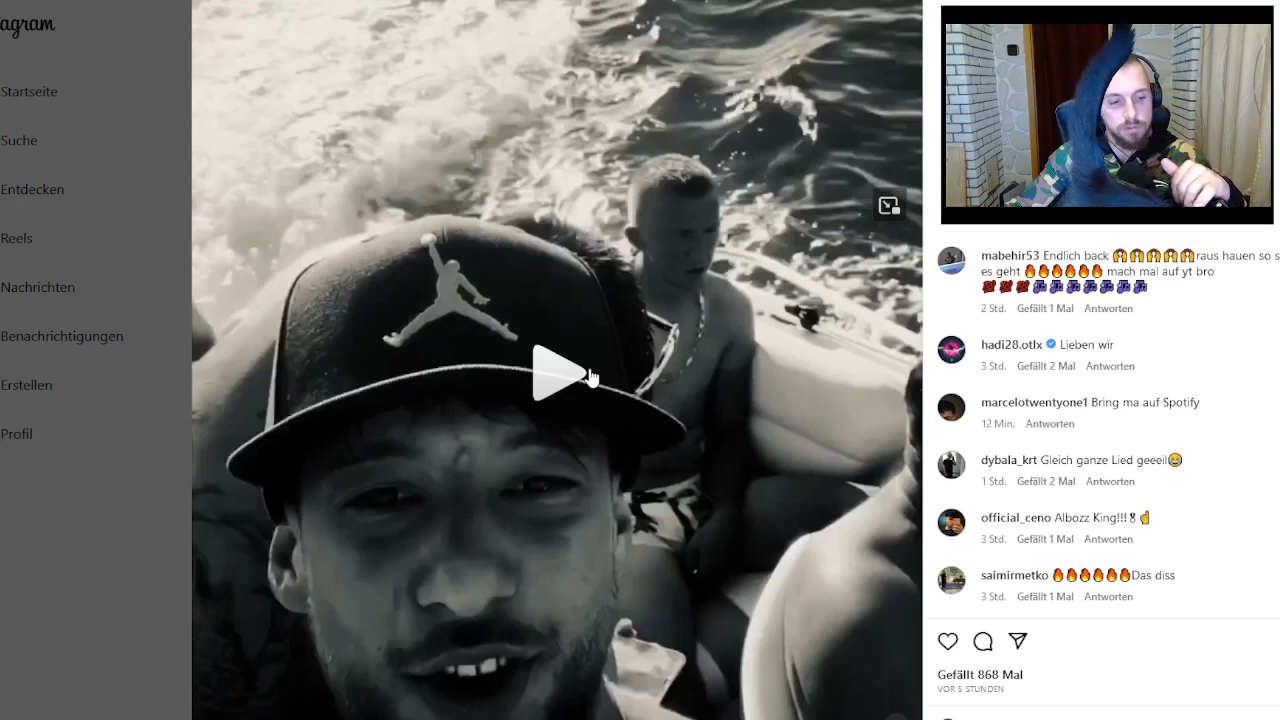 agram
Startseite
Suche
Entdecken
Reels
Nachrichten
Benachrichtigungen
Erstellen
Profil
mabehir53 Endlich back 🙌🙌🙌🙌🙌raus hauen so s
es geht 🔥🔥🔥🔥🔥🔥 mach mal auf yt bro
2 Std. Gefällt 1 Mal Antworten
hadi28.otlx Lieben wir
3 Std. Gefällt 2 Mal Antworten
marcelotwentyone1 Bring ma auf Spotify
12 Min. Antworten
dybala_krt Gleich ganze Lied geeeil😂
1 Std. Gefällt 2 Mal Antworten
official_ceno Albozz King!!!🎖☝
3 Std. Gefällt 1 Mal Antworten
saimirmetko 🔥🔥🔥🔥🔥🔥Das diss
3 Std. Gefällt 1 Mal Antworten
Gefällt 868 Mal
VOR 5 STUNDEN